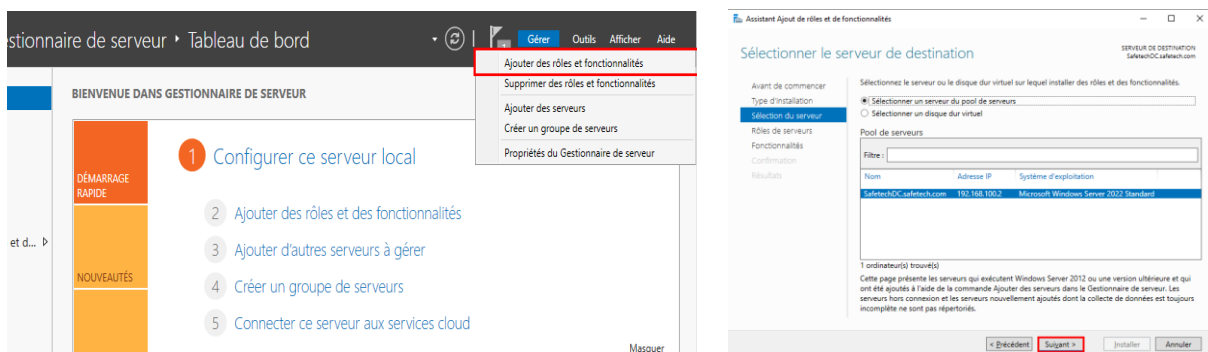 estionnaire de serveur • Tableau de bord
Gérer Outils Afficher Aide
Ajouter des rôles et fonctionnalités
Supprimer des rôles et fonctionnalités
Ajouter des serveurs
Créer un groupe de serveurs
Propriétés du Gestionnaire de serveur
BIENVENUE DANS GESTIONNAIRE DE SERVEUR
DÉMARRAGE
RAPIDE
NOUVEAUTÉS
et d...
1 Configurer ce serveur local
2 Ajouter des rôles et des fonctionnalités
3 Ajouter d'autres serveurs à gérer
4 Créer un groupe de serveurs
5 Connecter ce serveur aux services cloud
Masquer
Assistant Ajout de rôles et de fonctionnalités
Sélectionner le serveur de destination
SERVEUR DE DESTINATION
SafetechDC.safetech.com
Avant de commencer
Type d'installation
Sélection du serveur
Rôles de serveurs
Fonctionnalités
Confirmation
Résultats
Sélectionnez le serveur ou le disque dur virtuel sur lequel installer des rôles et des fonctionnalités.
Sélectionner un serveur du pool de serveurs
Sélectionner un disque dur virtuel
Pool de serveurs
Filtre :
Nom Adresse IP Système d'exploitation
SafetechDC.safetech.com 192.168.100.2 Microsoft Windows Server 2022 Standard
1 ordinateur(s) trouvé(s)
Cette page présente les serveurs qui exécutent Windows Server 2012 ou une version ultérieure et qui
ont été ajoutés à l'aide de la commande Ajouter des serveurs dans le Gestionnaire de serveur. Les
serveurs hors connexion et les serveurs nouvellement ajoutés dont la collecte de données est toujours
incomplète ne sont pas répertoriés.
< Précédent Suivant > Installer Annuler